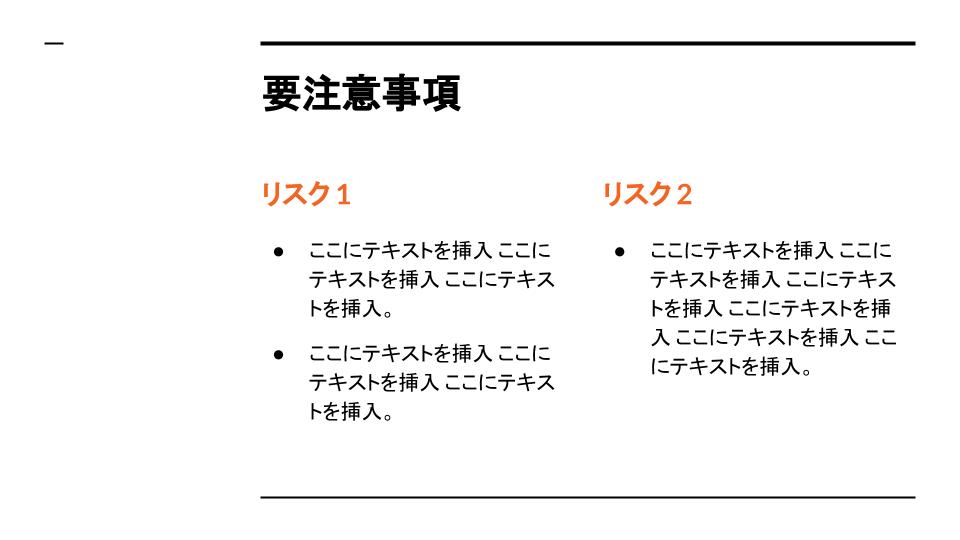 要注意事項
リスク 1
● ここにテキストを挿入 ここに
テキストを挿入 ここにテキス
トを挿入。
● ここにテキストを挿入 ここに
テキストを挿入 ここにテキス
トを挿入。
リスク 2
● ここにテキストを挿入 ここに
テキストを挿入 ここにテキス
トを挿入 ここにテキストを挿
入 ここにテキストを挿入 ここ
にテキストを挿入。